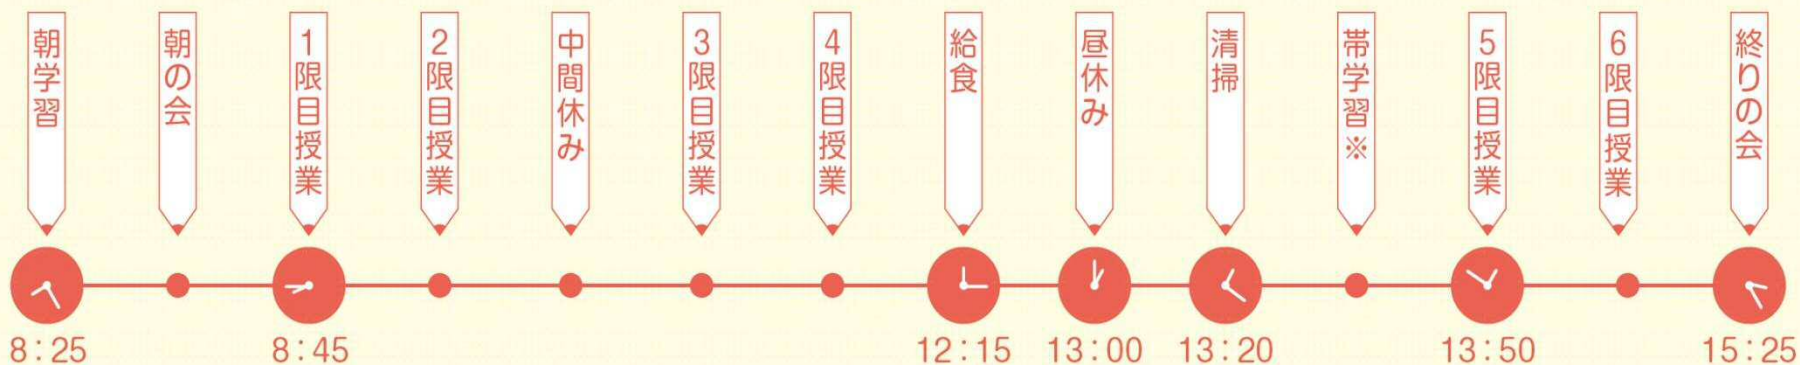 朝学習
朝の会
1限目授業
2限目授業
中間休み
3限目授業
4限目授業
給食
昼休み
清掃
帯学習※
5限目授業
6限目授業
終りの会
8:25
8:45
12:15
13:00
13:20
13:50
15:25